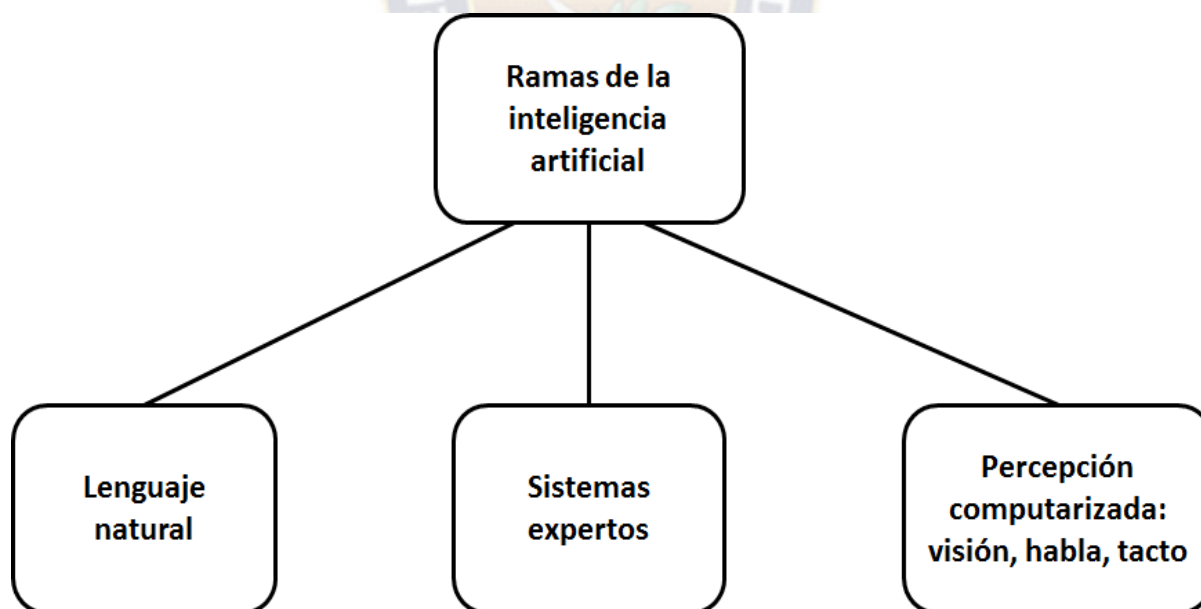 Ramas de la
inteligencia
artificial
Lenguaje
natural
Sistemas
expertos
Percepción
computarizada:
visión, habla, tacto